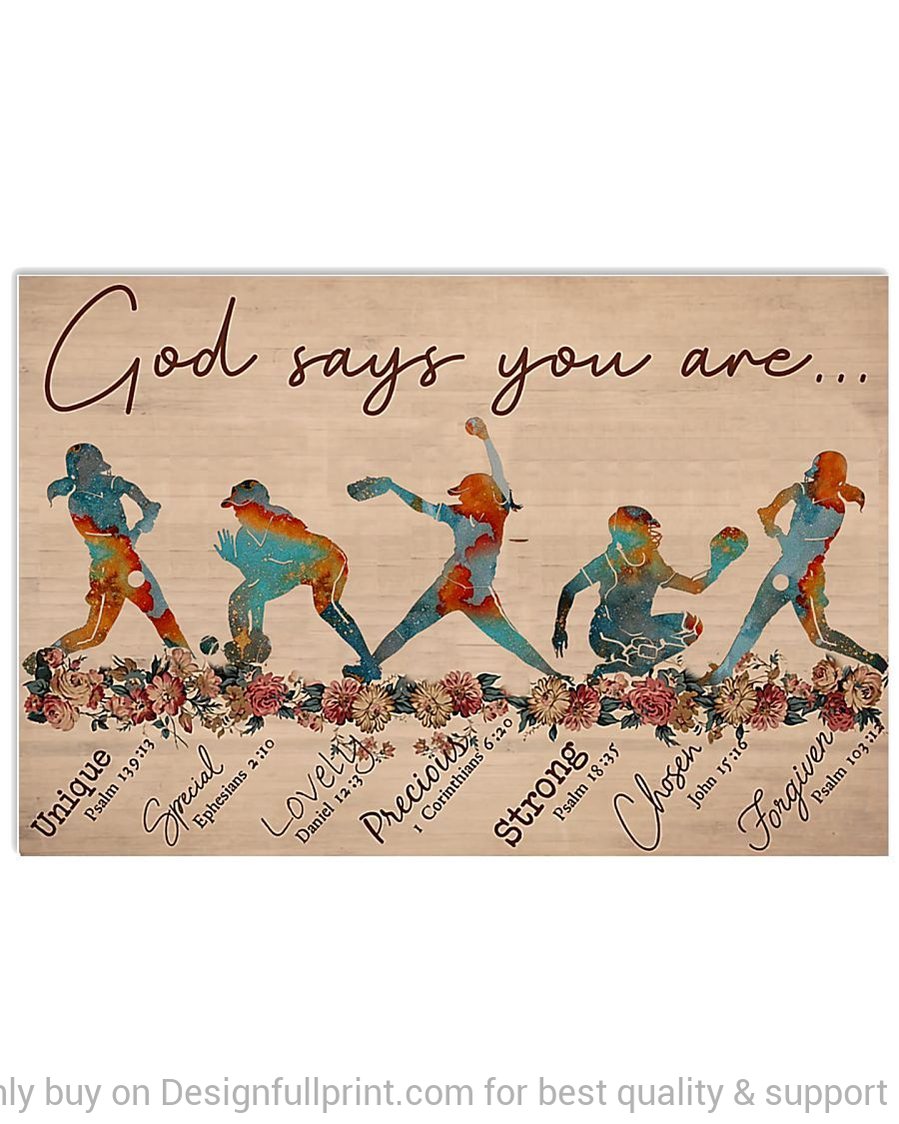 God says you are...
Unique
Psalm 139:13
Special
Ephesians 2:10
Lovely
Daniel 12:3
Precious
1 Corinthians 6:20
Strong
Psalm 18:35
Chosen
John 15:16
Forgiven
Psalm 103:12
nly buy on Designfullprint.com for best quality & support